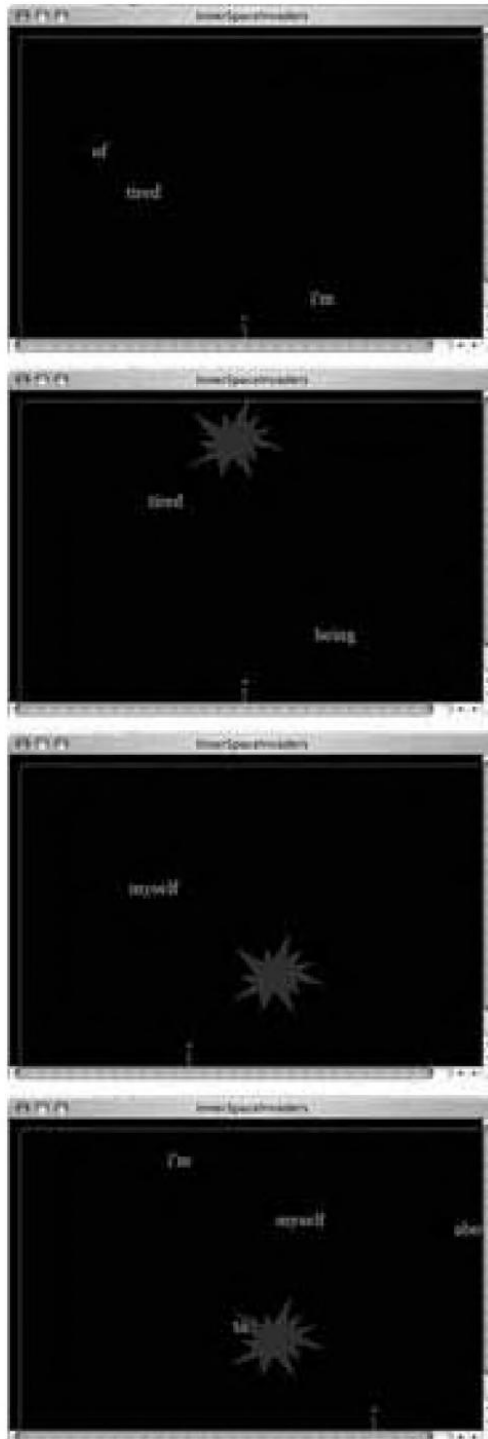 InnerSpaceInvaders
of
tired
i'm
InnerSpaceInvaders
tired
being
InnerSpaceInvaders
myself
InnerSpaceInvaders
i'm
myself